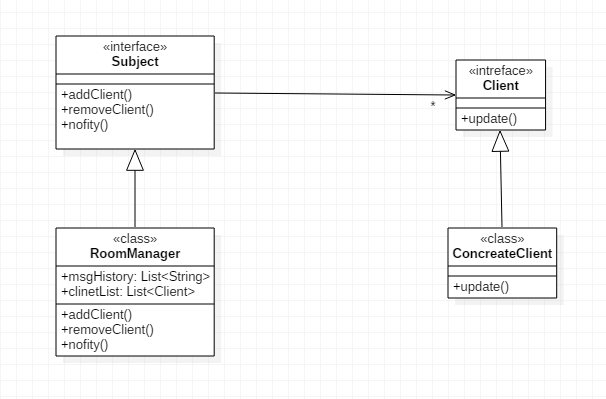 «interface»
Subject
+addClient()
+removeClient()
+nofity()
*
«intreface»
Client
+update()
«class»
RoomManager
+msgHistory: List<String>
+clinetList: List<Client>
+addClient()
+removeClient()
+nofity()
«class»
ConcreateClient
+update()